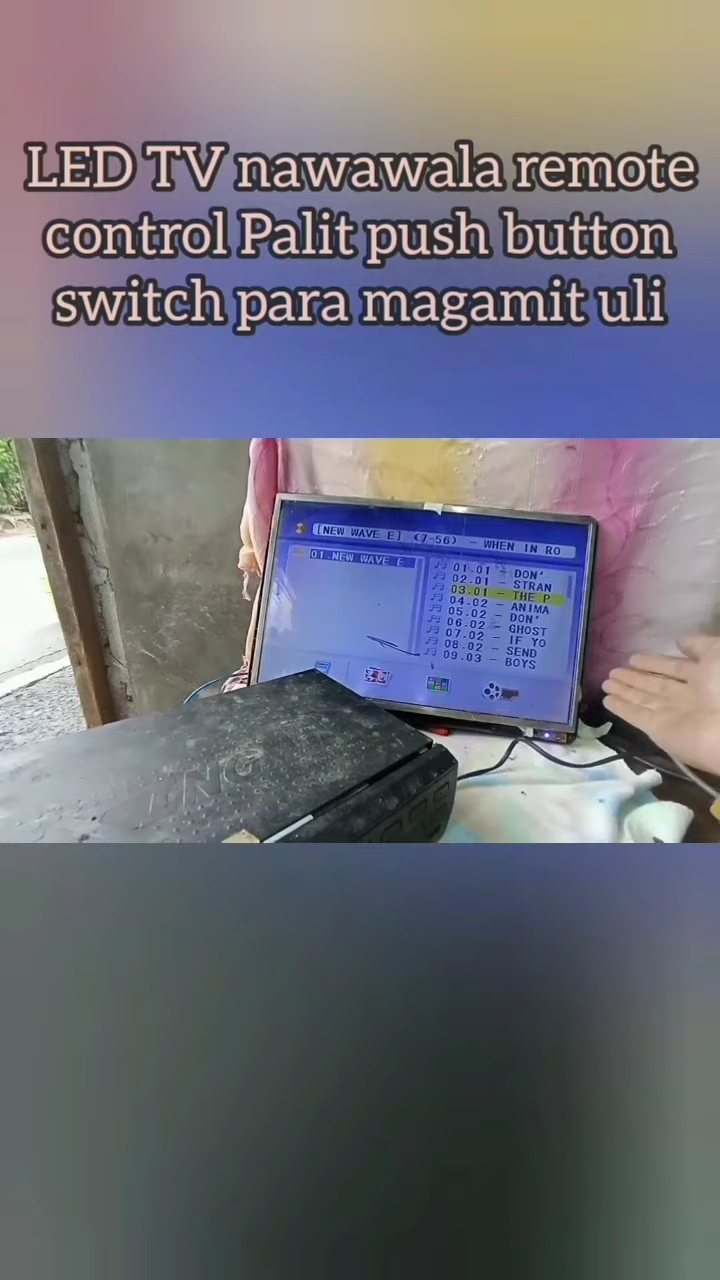 LED TV nawawala remote
control Palit push button
switch para magamit uli
[NEW WAVE E] (7-56) - WHEN IN RO
01.NEW WAVE E
01.01 - DON'
02.01 - STRAN
03.01 - THE P
04.02 - ANIMA
05.02 - DON'
06.02 - GHOST
07.02 - IF YO
08.02 - SEND
09.03 - BOYS